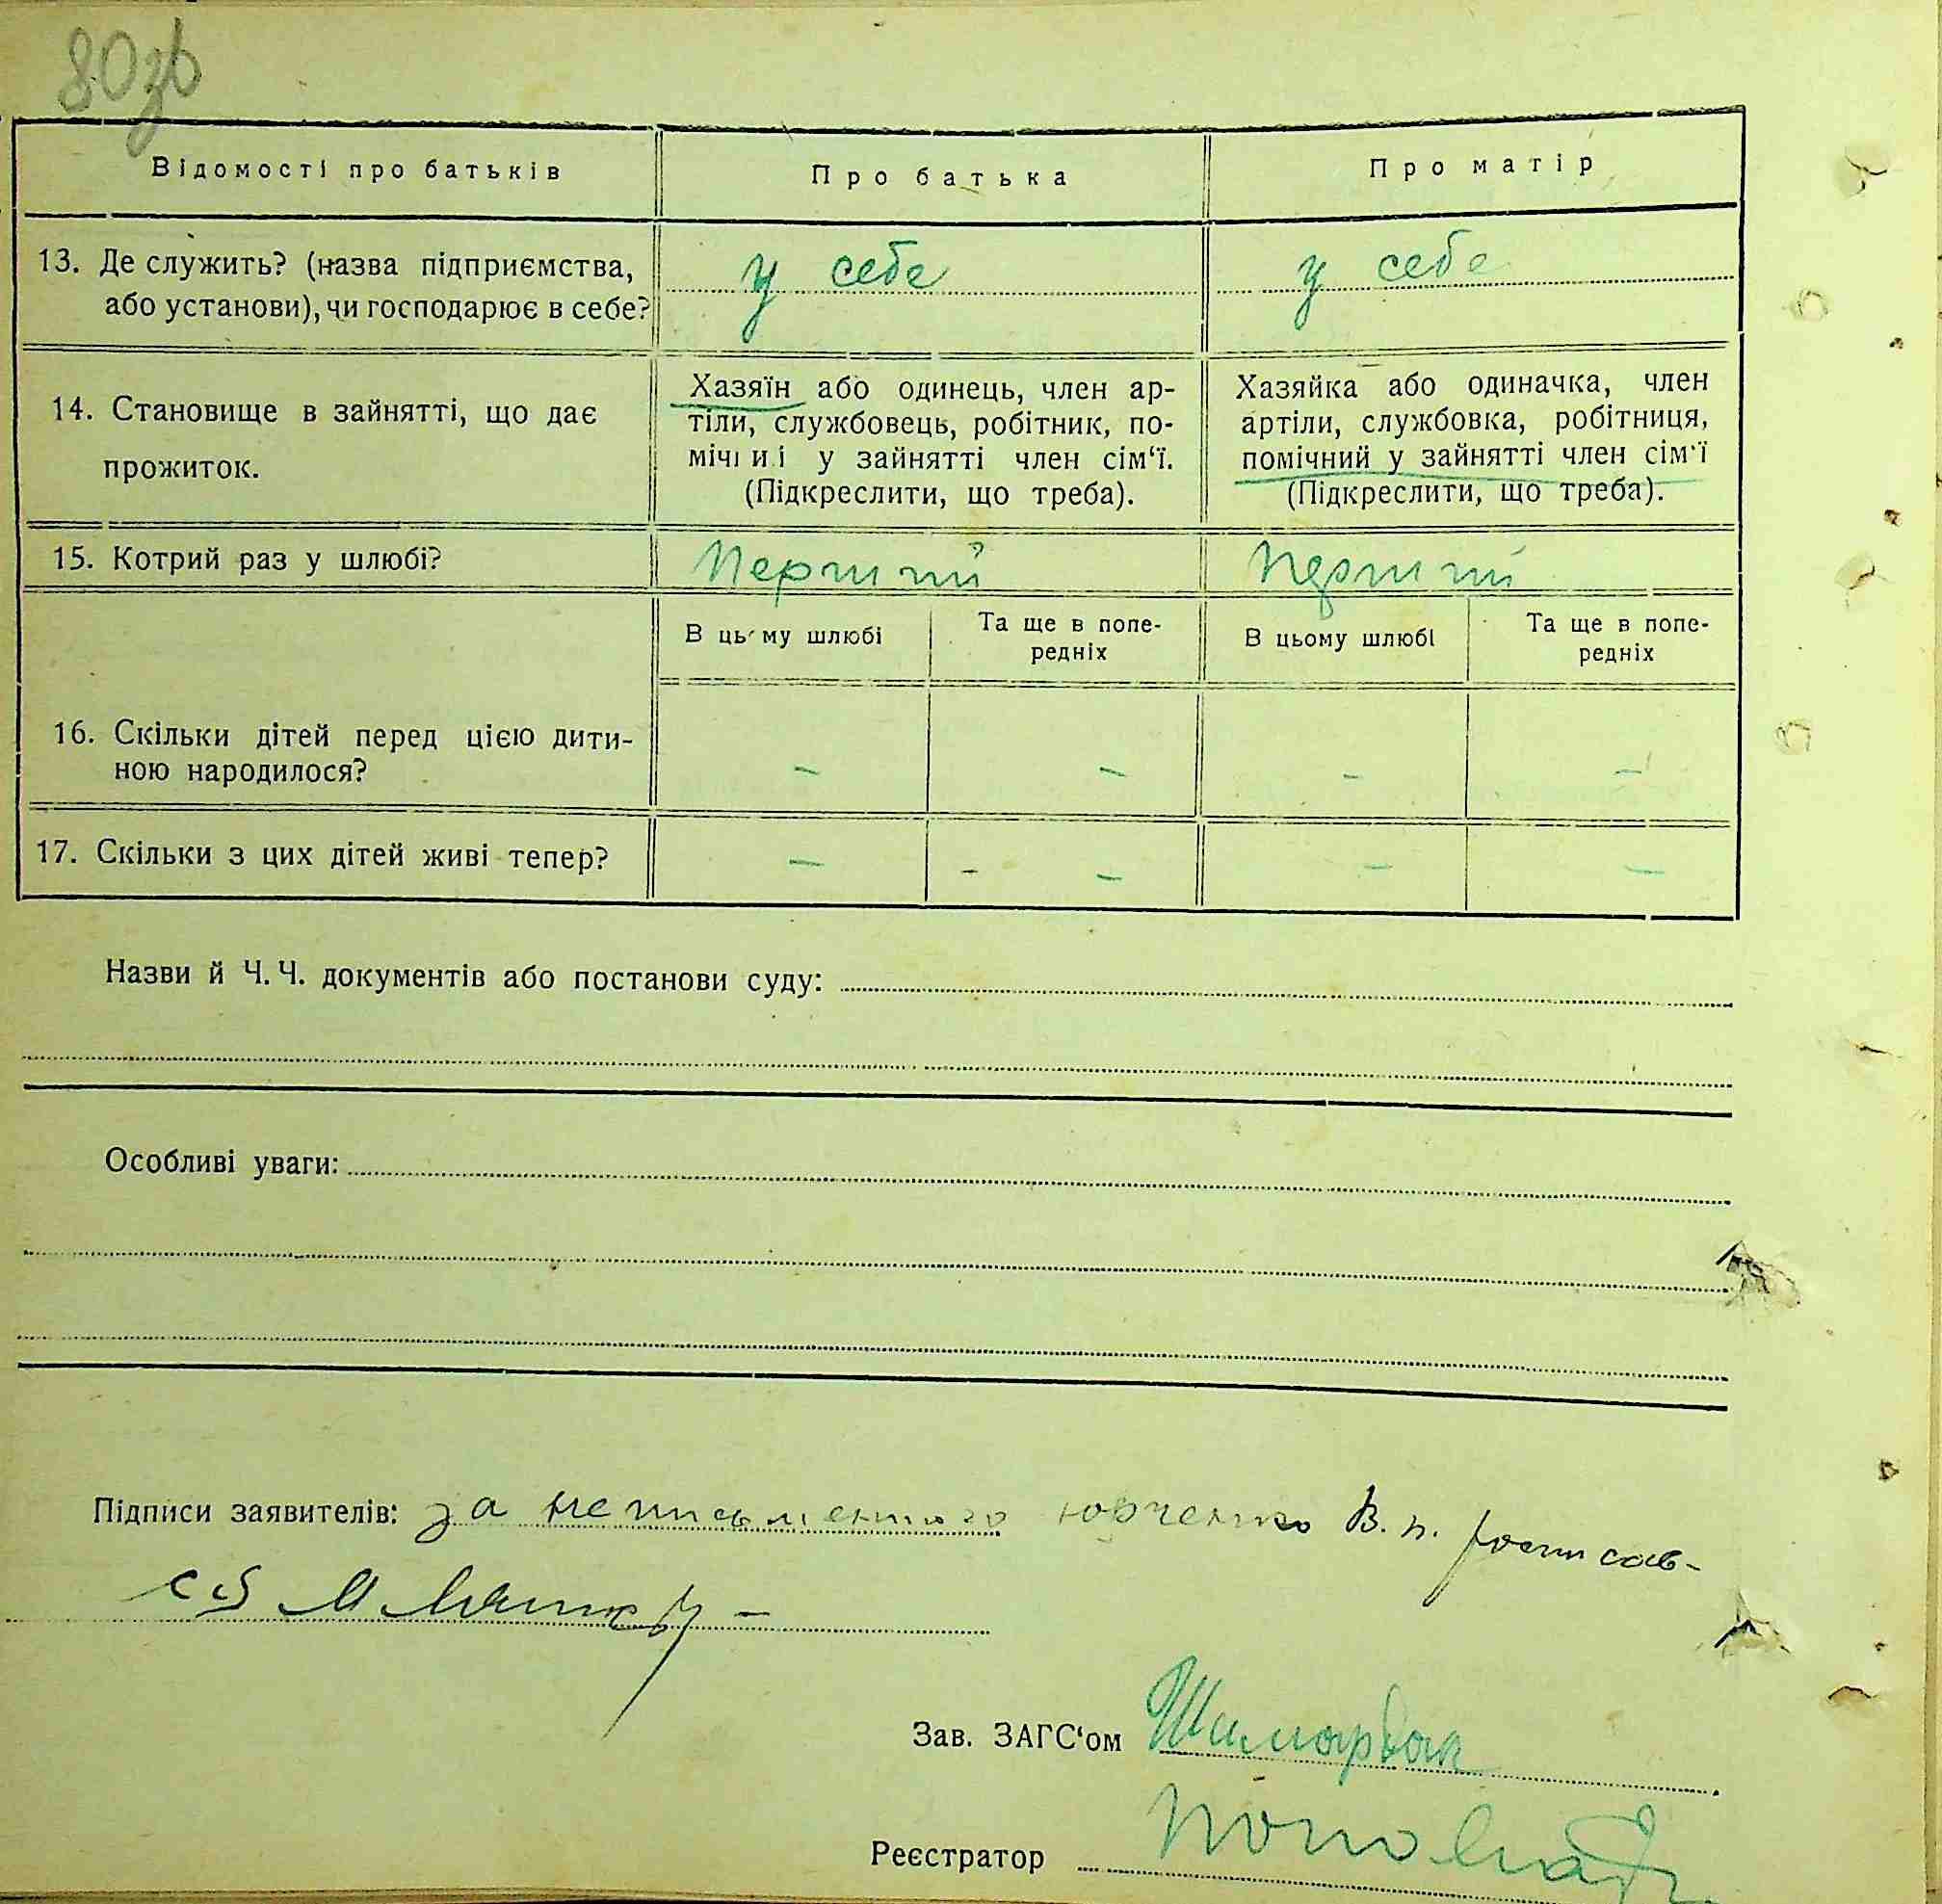 80зв
Відомості про батьків Про батька Про матір
13. Де служить? (назва підприємства, у себе у себе
або установи), чи господарює в себе?
Хазяїн або одинець, член ар- Хазяйка або одиначка, член
14. Становище в зайнятті, що дає тіли, службовець, робітник, по- артіли, службовка, робітниця,
прожиток. мічниі у зайнятті член сім‘ї. помічний у зайнятті член сім‘ї
(Підкреслити, що треба). (Підкреслити, що треба).
15. Котрий раз у шлюбі? Перший Перший
В цьму шлюбі Та ще в попе- В цьому шлюбі Та ще в попе-
редніх редніх
16. Скільки дітей перед цією дити-
ною народилося? – – – –
17. Скільки з цих дітей живі тепер? – – – –
Назви й Ч. Ч. документів або постанови суду:
Особливі уваги:
Підписи заявителів: за неписьменного Юрченко В. п. росписав-
ся
Зав. ЗАГС‘ом
Реєстратор